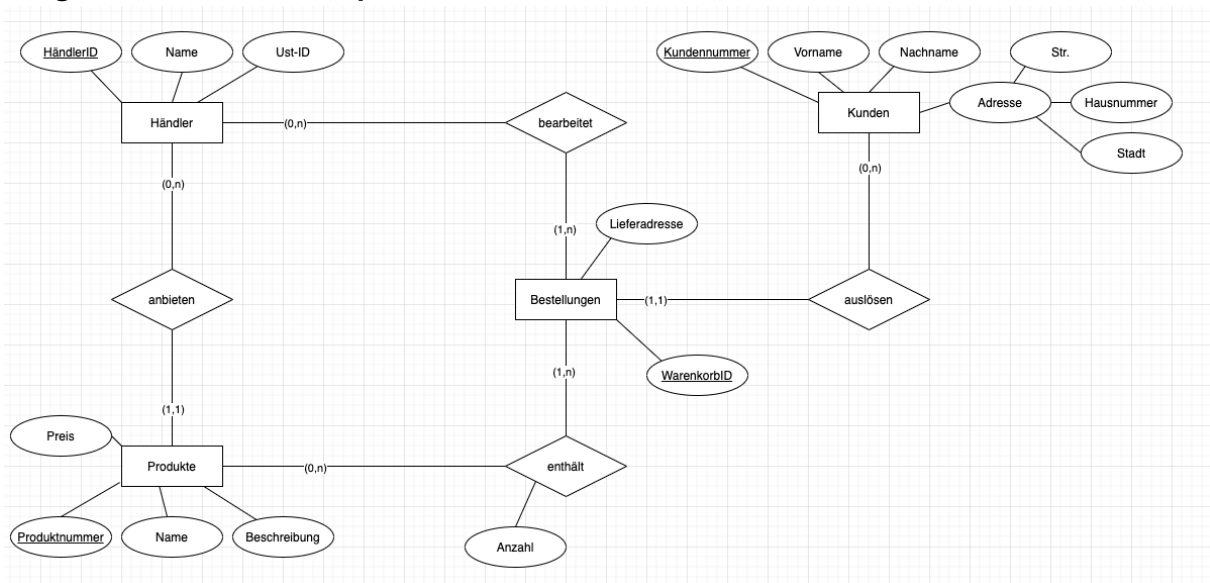 HändlerID
Name
Ust-ID
Kundennummer
Vorname
Nachname
Str.
Händler
(0,n)
bearbeitet
Kunden
Adresse
Hausnummer
Stadt
(0,n)
(0,n)
(1,n)
Lieferadresse
anbieten
Bestellungen
(1,1)
auslösen
(1,n)
WarenkorbID
(1,1)
Preis
Produkte
(0,n)
enthält
Produktnummer
Name
Beschreibung
Anzahl